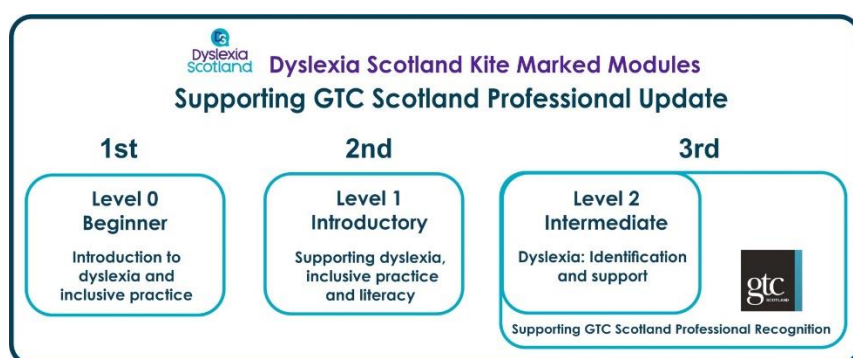 DS
Dyslexia
Scotland
Dyslexia Scotland Kite Marked Modules
Supporting GTC Scotland Professional Update
1st
Level 0
Beginner
Introduction to
dyslexia and
inclusive practice
2nd
Level 1
Introductory
Supporting dyslexia,
inclusive practice
and literacy
3rd
Level 2
Intermediate
Dyslexia: Identification
and support
gtc
SCOTLAND
Supporting GTC Scotland Professional Recognition